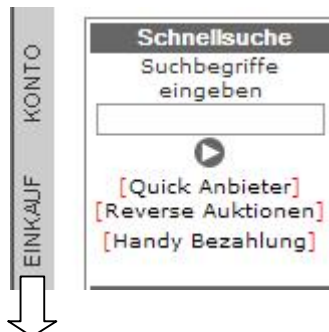 KONTO
EINKAUF
Schnellsuche
Suchbegriffe
eingeben
[Quick Anbieter]
[Reverse Auktionen]
[Handy Bezahlung]